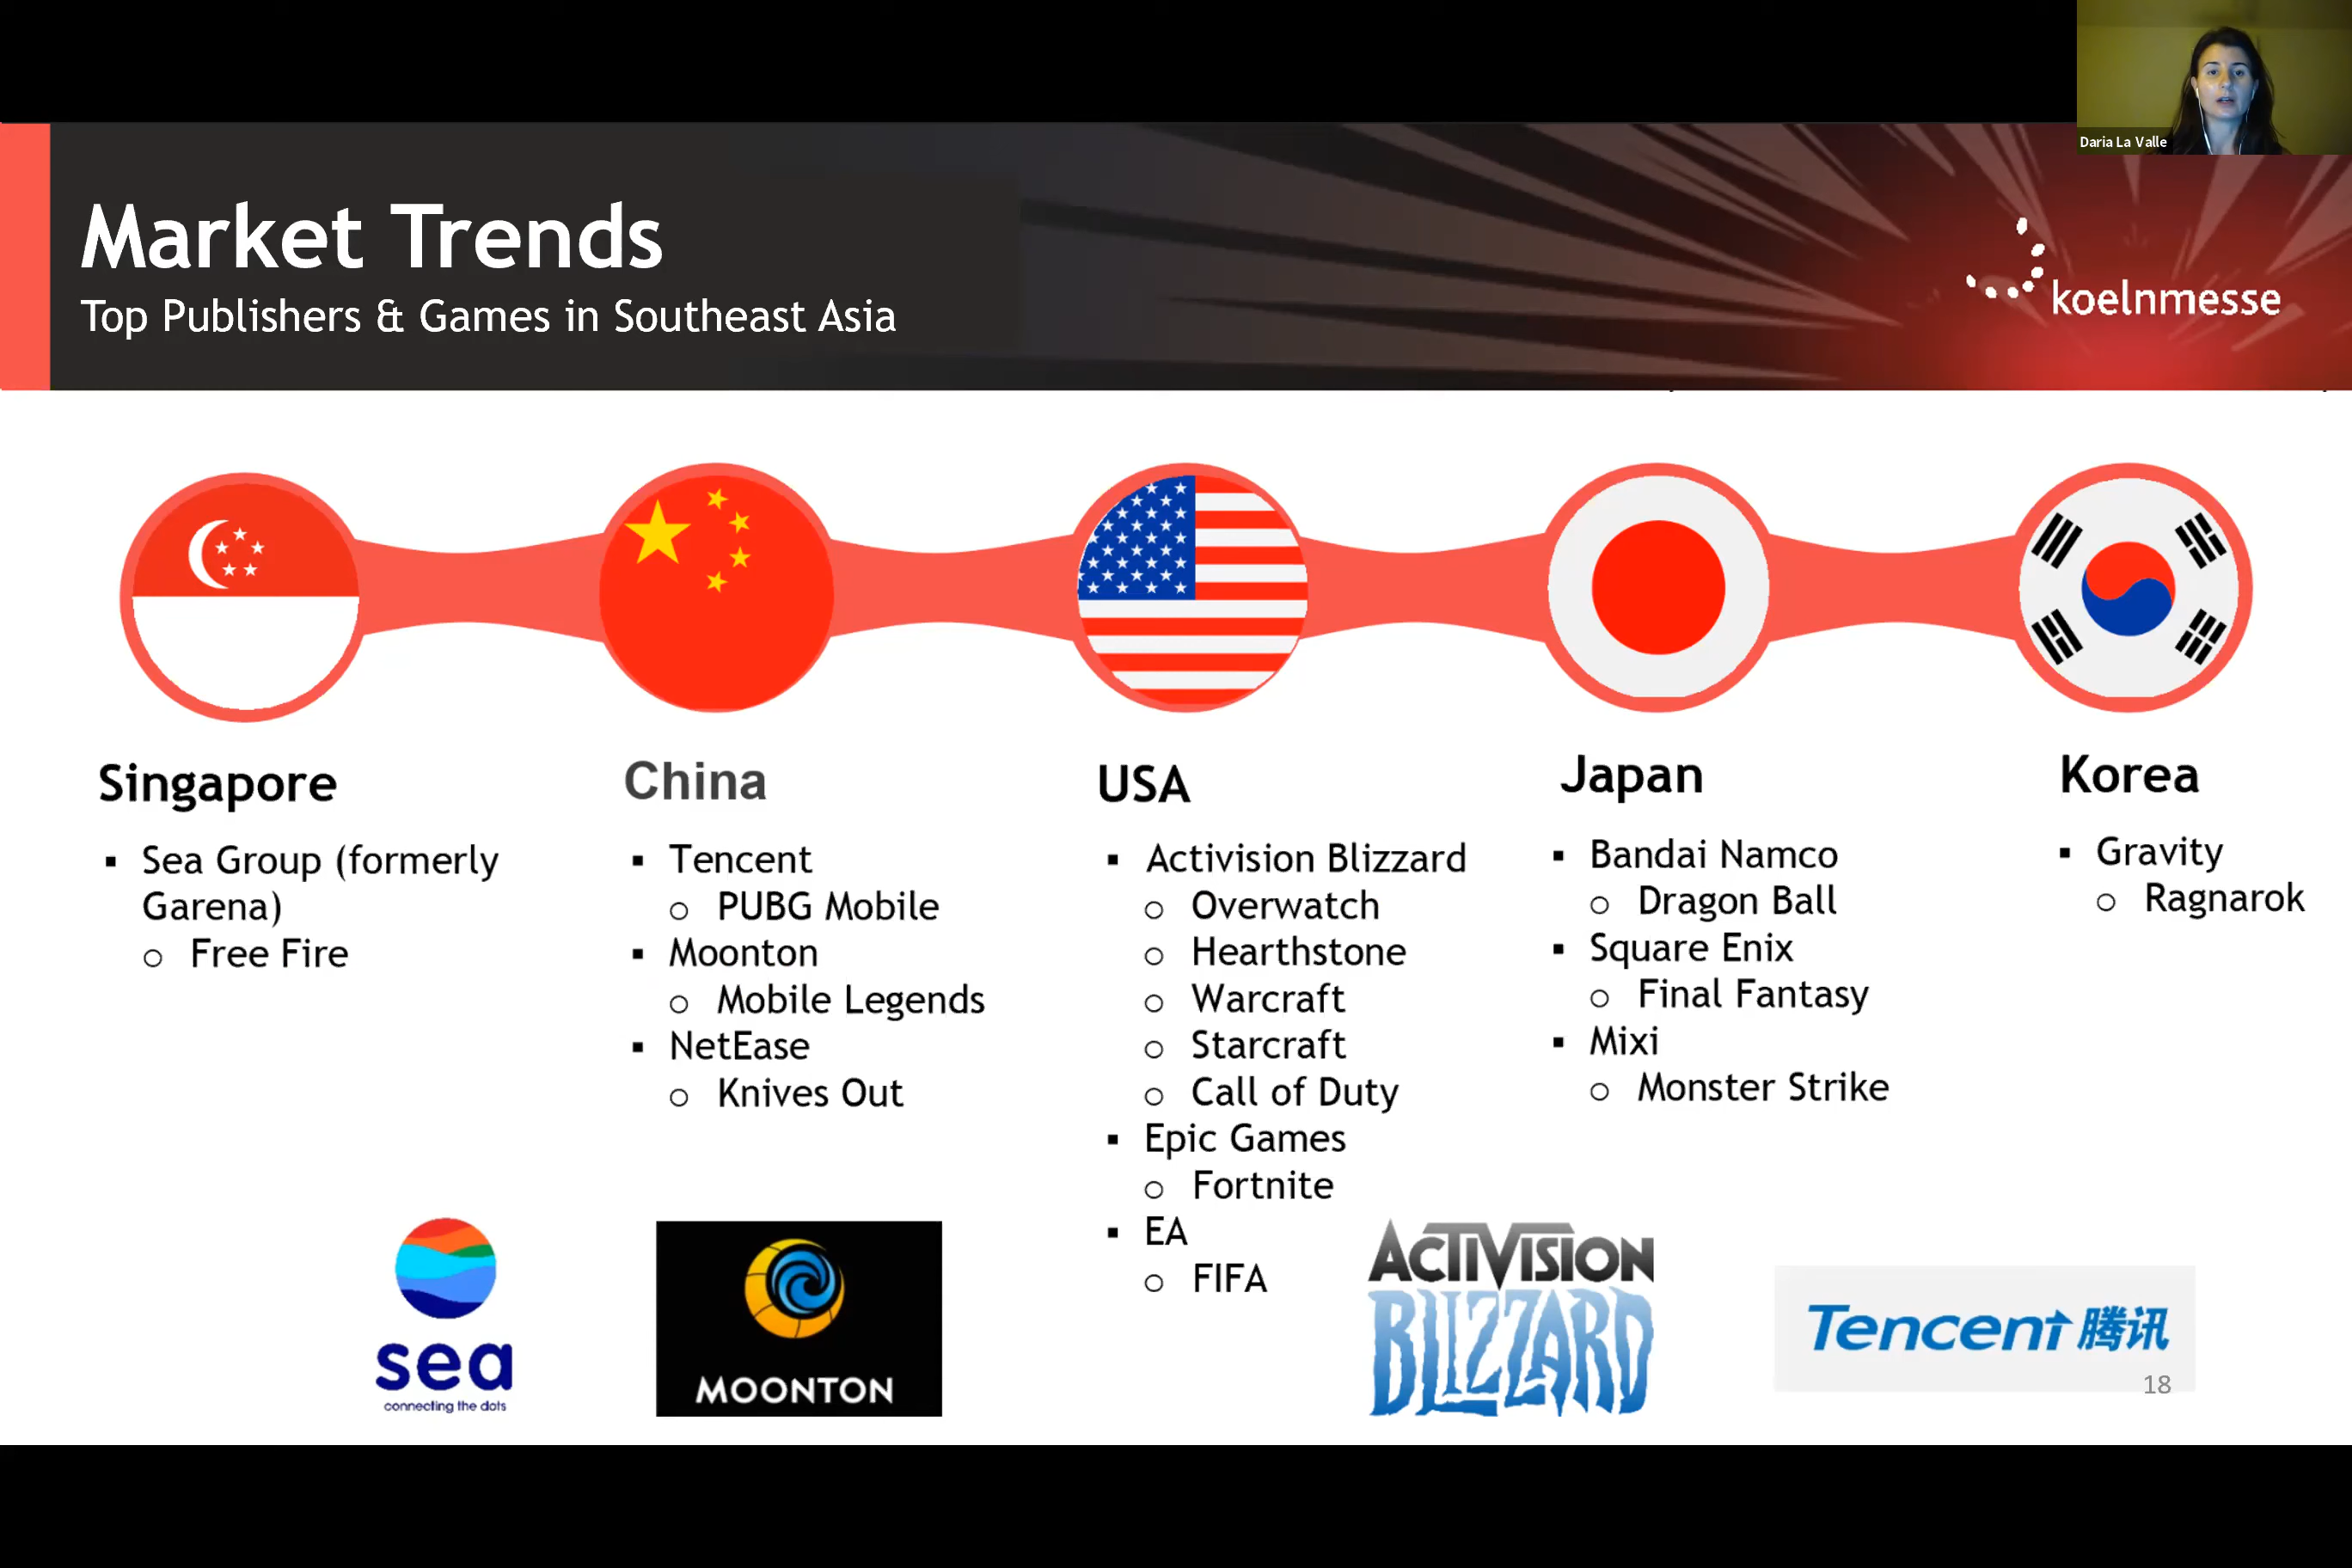 Daria La Valle
Market Trends
Top Publishers & Games in Southeast Asia
koelnmesse
Singapore
▪ Sea Group (formerly
Garena)
o Free Fire
China
▪ Tencent
o PUBG Mobile
▪ Moonton
o Mobile Legends
▪ NetEase
o Knives Out
USA
▪ Activision Blizzard
o Overwatch
o Hearthstone
o Warcraft
o Starcraft
o Call of Duty
▪ Epic Games
o Fortnite
▪ EA
o FIFA
Japan
▪ Bandai Namco
o Dragon Ball
▪ Square Enix
o Final Fantasy
▪ Mixi
o Monster Strike
Korea
▪ Gravity
o Ragnarok
sea
connecting the dots
MOONTON
ACTIVISION
BLIZZARD
Tencent 腾讯
18